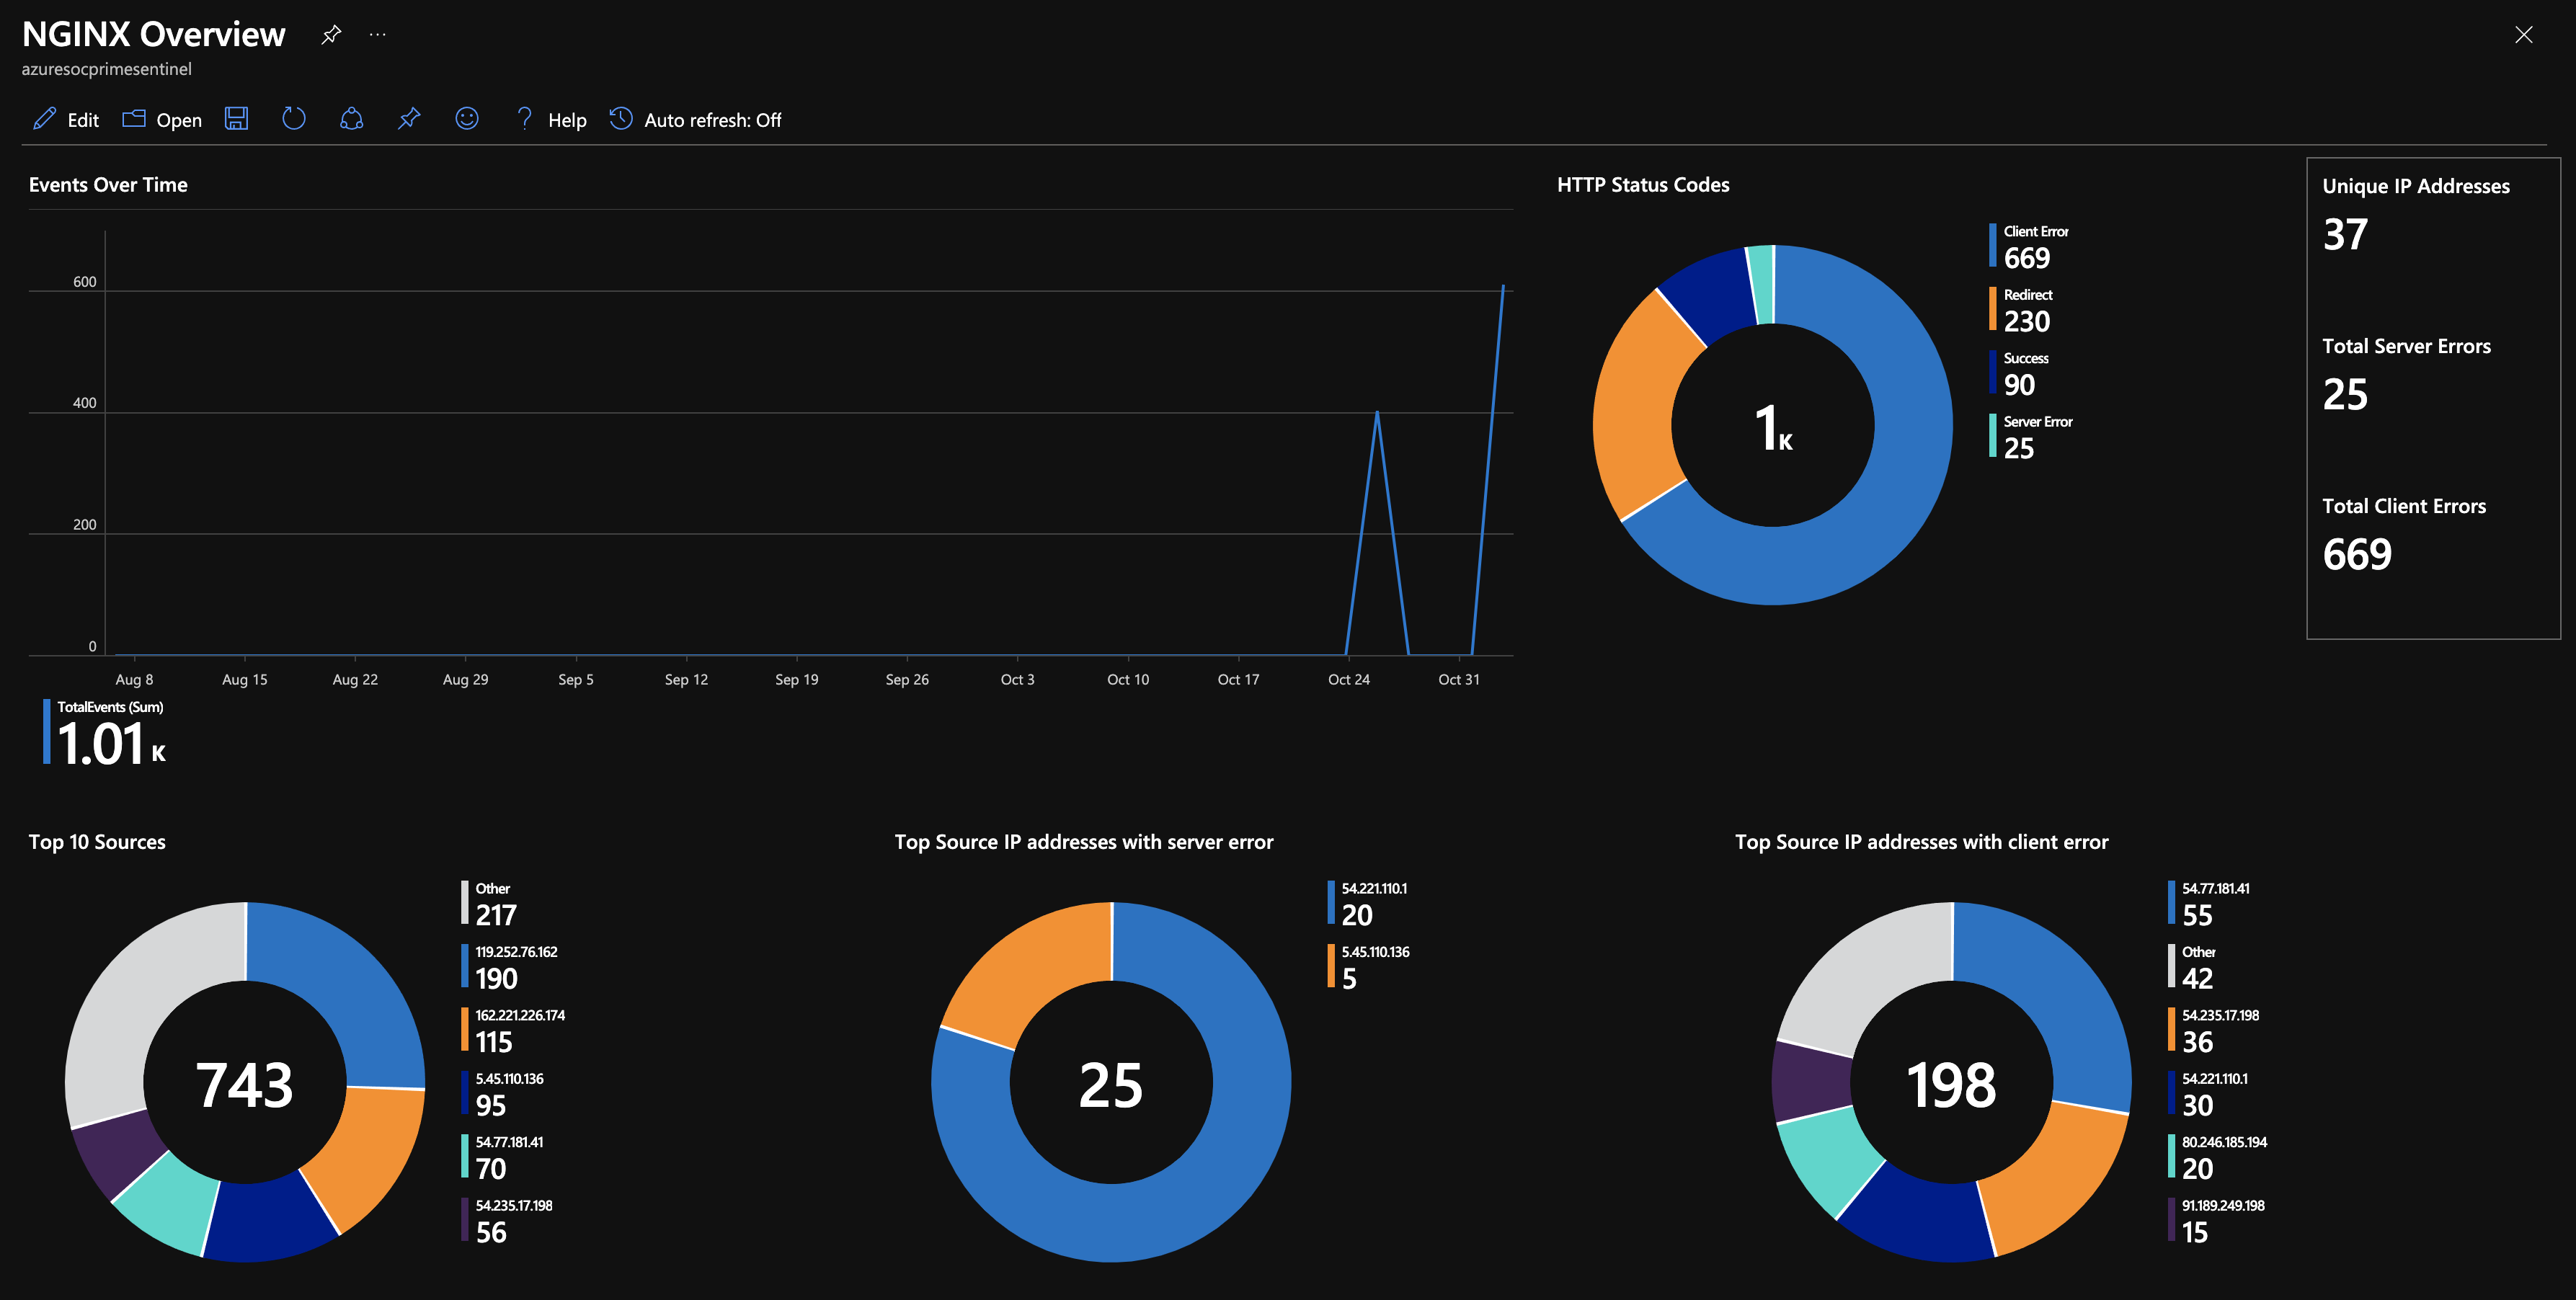 NGINX Overview
azuresocprimesentinel
Edit
Open
? Help
Auto refresh: Off
Events Over Time
600
400
200
0
Aug 8 Aug 15 Aug 22 Aug 29 Sep 5 Sep 12 Sep 19 Sep 26 Oct 3 Oct 10 Oct 17 Oct 24 Oct 31
TotalEvents (Sum)
1.01 K
HTTP Status Codes
1K
Client Error
669
Redirect
230
Success
90
Server Error
25
Unique IP Addresses
37
Total Server Errors
25
Total Client Errors
669
Top 10 Sources
743
Other
217
119.252.76.162
190
162.221.226.174
115
5.45.110.136
95
54.77.181.41
70
54.235.17.198
56
Top Source IP addresses with server error
25
54.221.110.1
20
5.45.110.136
5
Top Source IP addresses with client error
198
54.77.181.41
55
Other
42
54.235.17.198
36
54.221.110.1
30
80.246.185.194
20
91.189.249.198
15